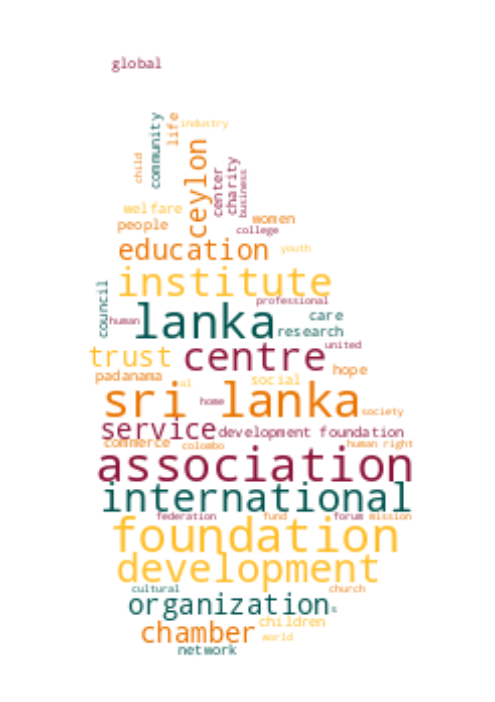 global
industry
life
community
ceylon
child
center
charity
business
welfare
people
women
college
education
youth
institute
council
professional
human
lanka
care
research
trust
centre
united
padanama
hope
social
al
sri lanka
home
society
service
development foundation
commerce
colombo
human right
association
international
federation
fund
forum
mission
foundation
development
cultural
church
organization
s
children
chamber
world
network